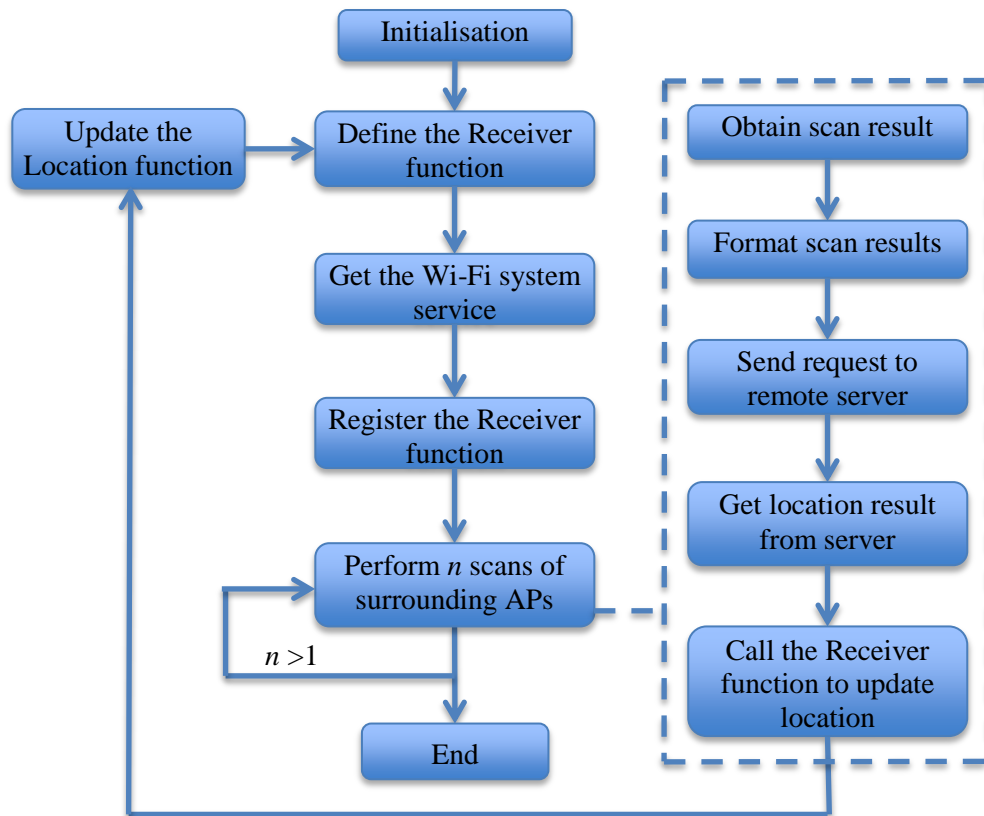 Initialisation
Update the
Location function
Define the Receiver
function
Get the Wi-Fi system
service
Register the Receiver
function
Perform n scans of
surrounding APs
n >1
End
Obtain scan result
Format scan results
Send request to
remote server
Get location result
from server
Call the Receiver
function to update
location